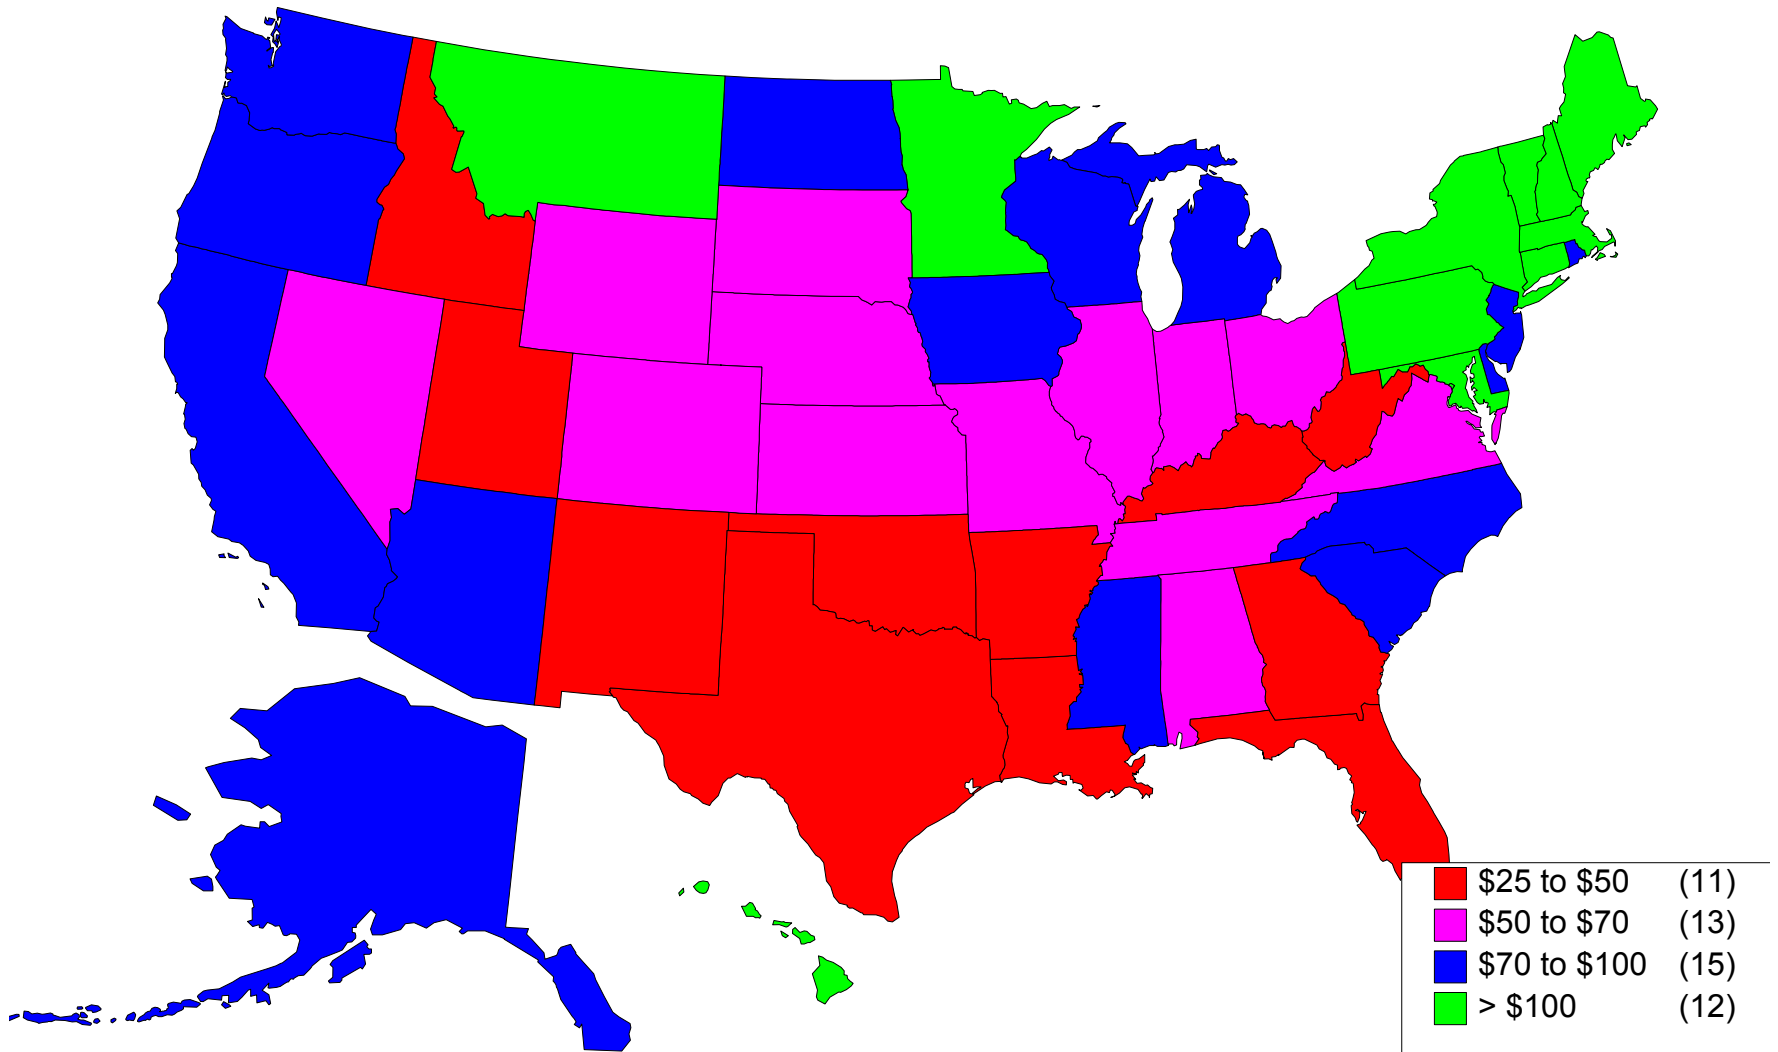 $25 to $50 (11)
$50 to $70 (13)
$70 to $100 (15)
> $100 (12)